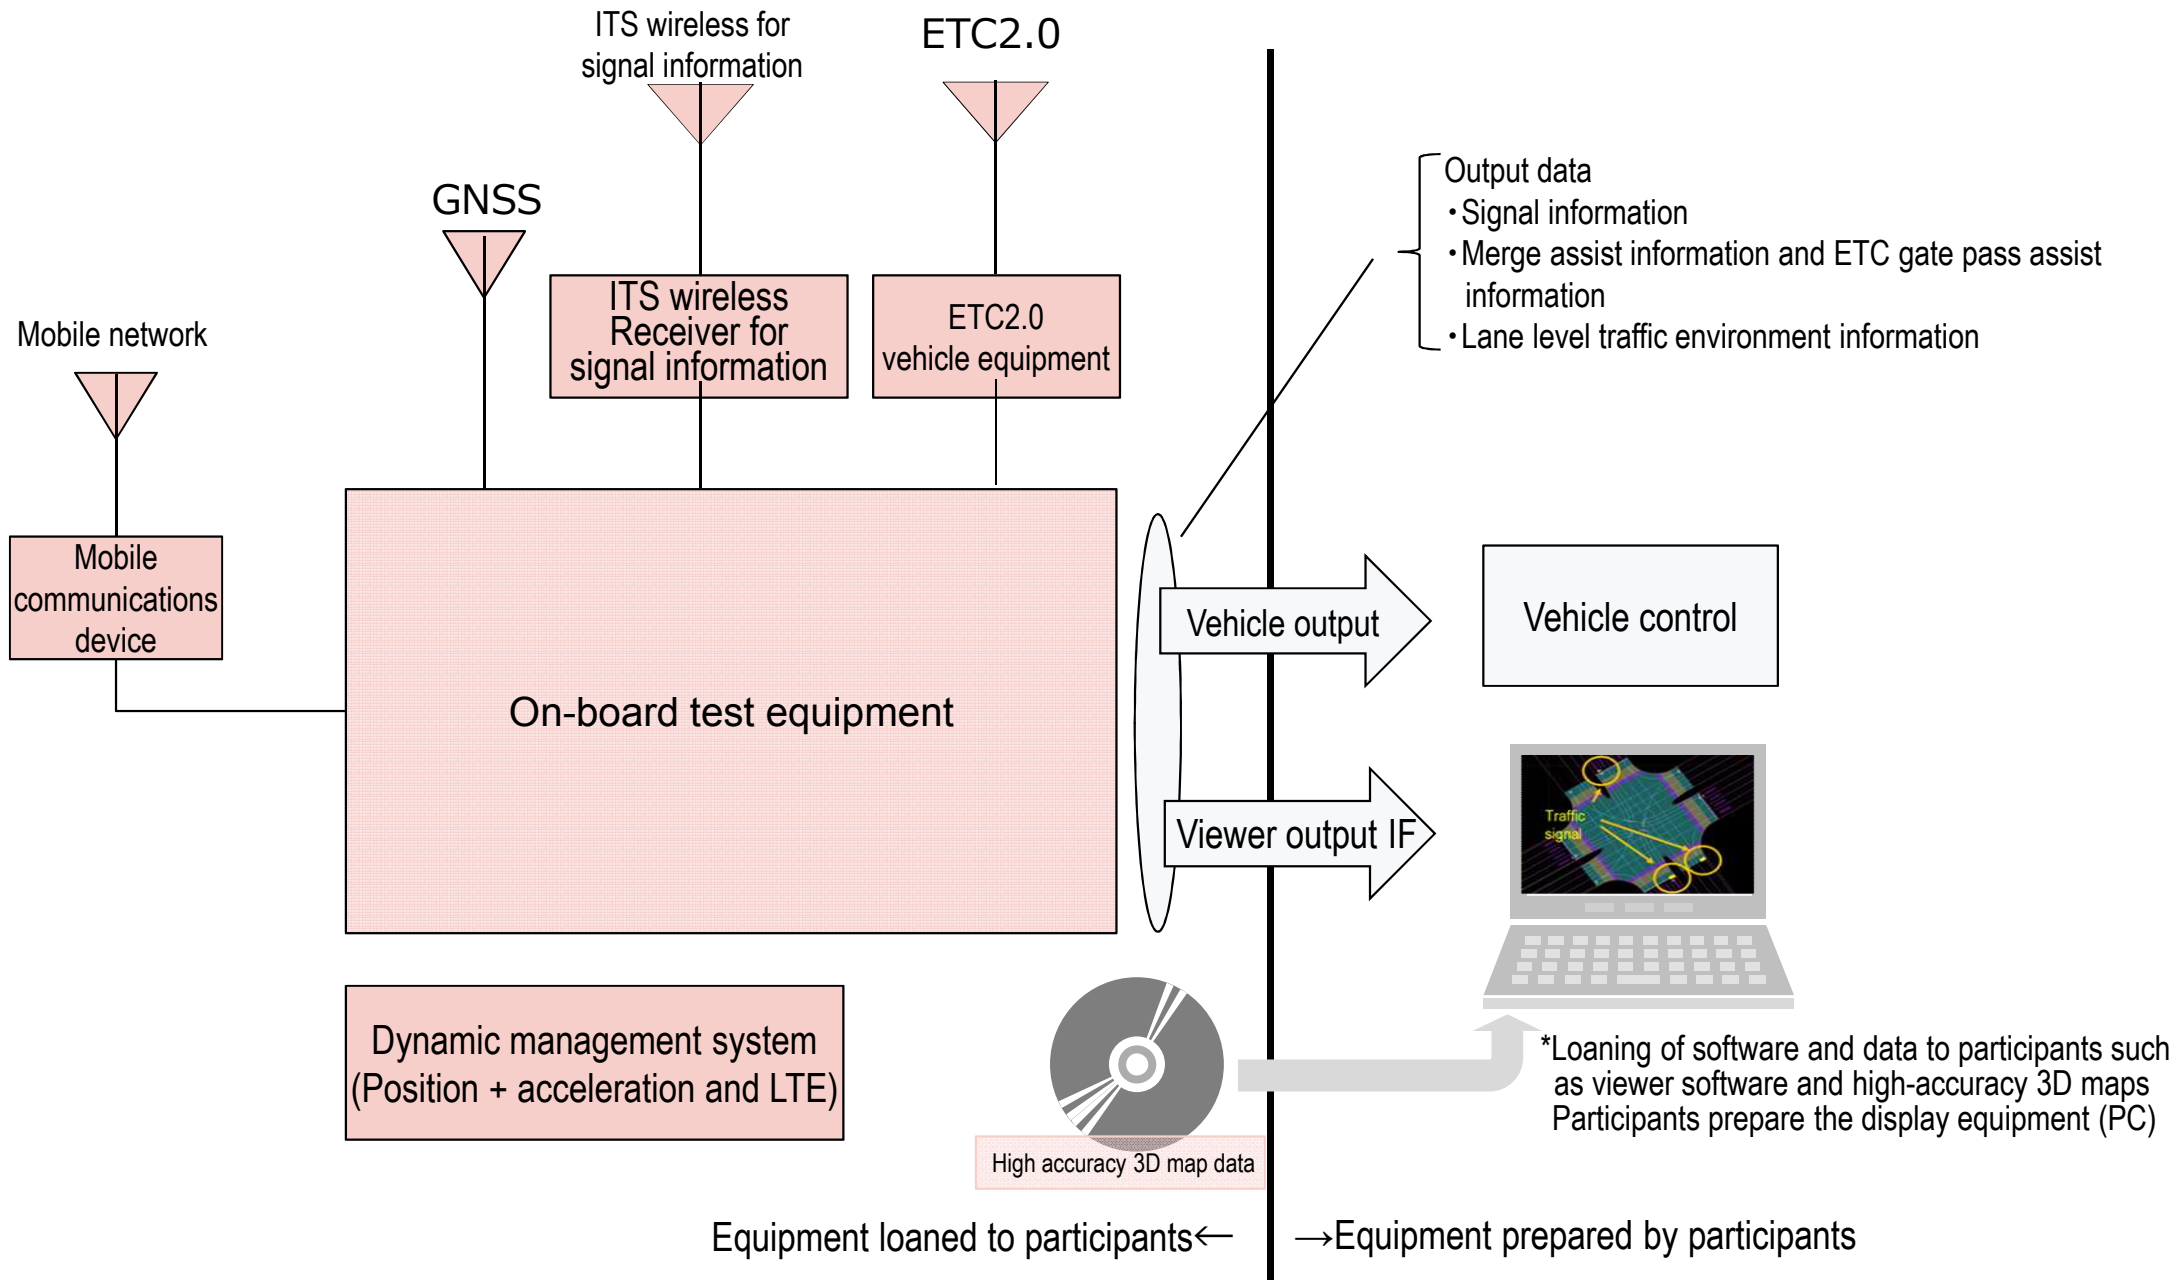 ITS wireless for
signal information
ETC2.0
GNSS
Mobile network
ITS wireless
Receiver for
signal information
ETC2.0
vehicle equipment
Output data
・Signal information
・Merge assist information and ETC gate pass assist
information
・Lane level traffic environment information
Mobile
communications
device
On-board test equipment
Vehicle output
Vehicle control
Viewer output IF
Traffic
signal
Dynamic management system
(Position + acceleration and LTE)
High accuracy 3D map data
*Loaning of software and data to participants such
as viewer software and high-accuracy 3D maps
Participants prepare the display equipment (PC)
Equipment loaned to participants←
→Equipment prepared by participants